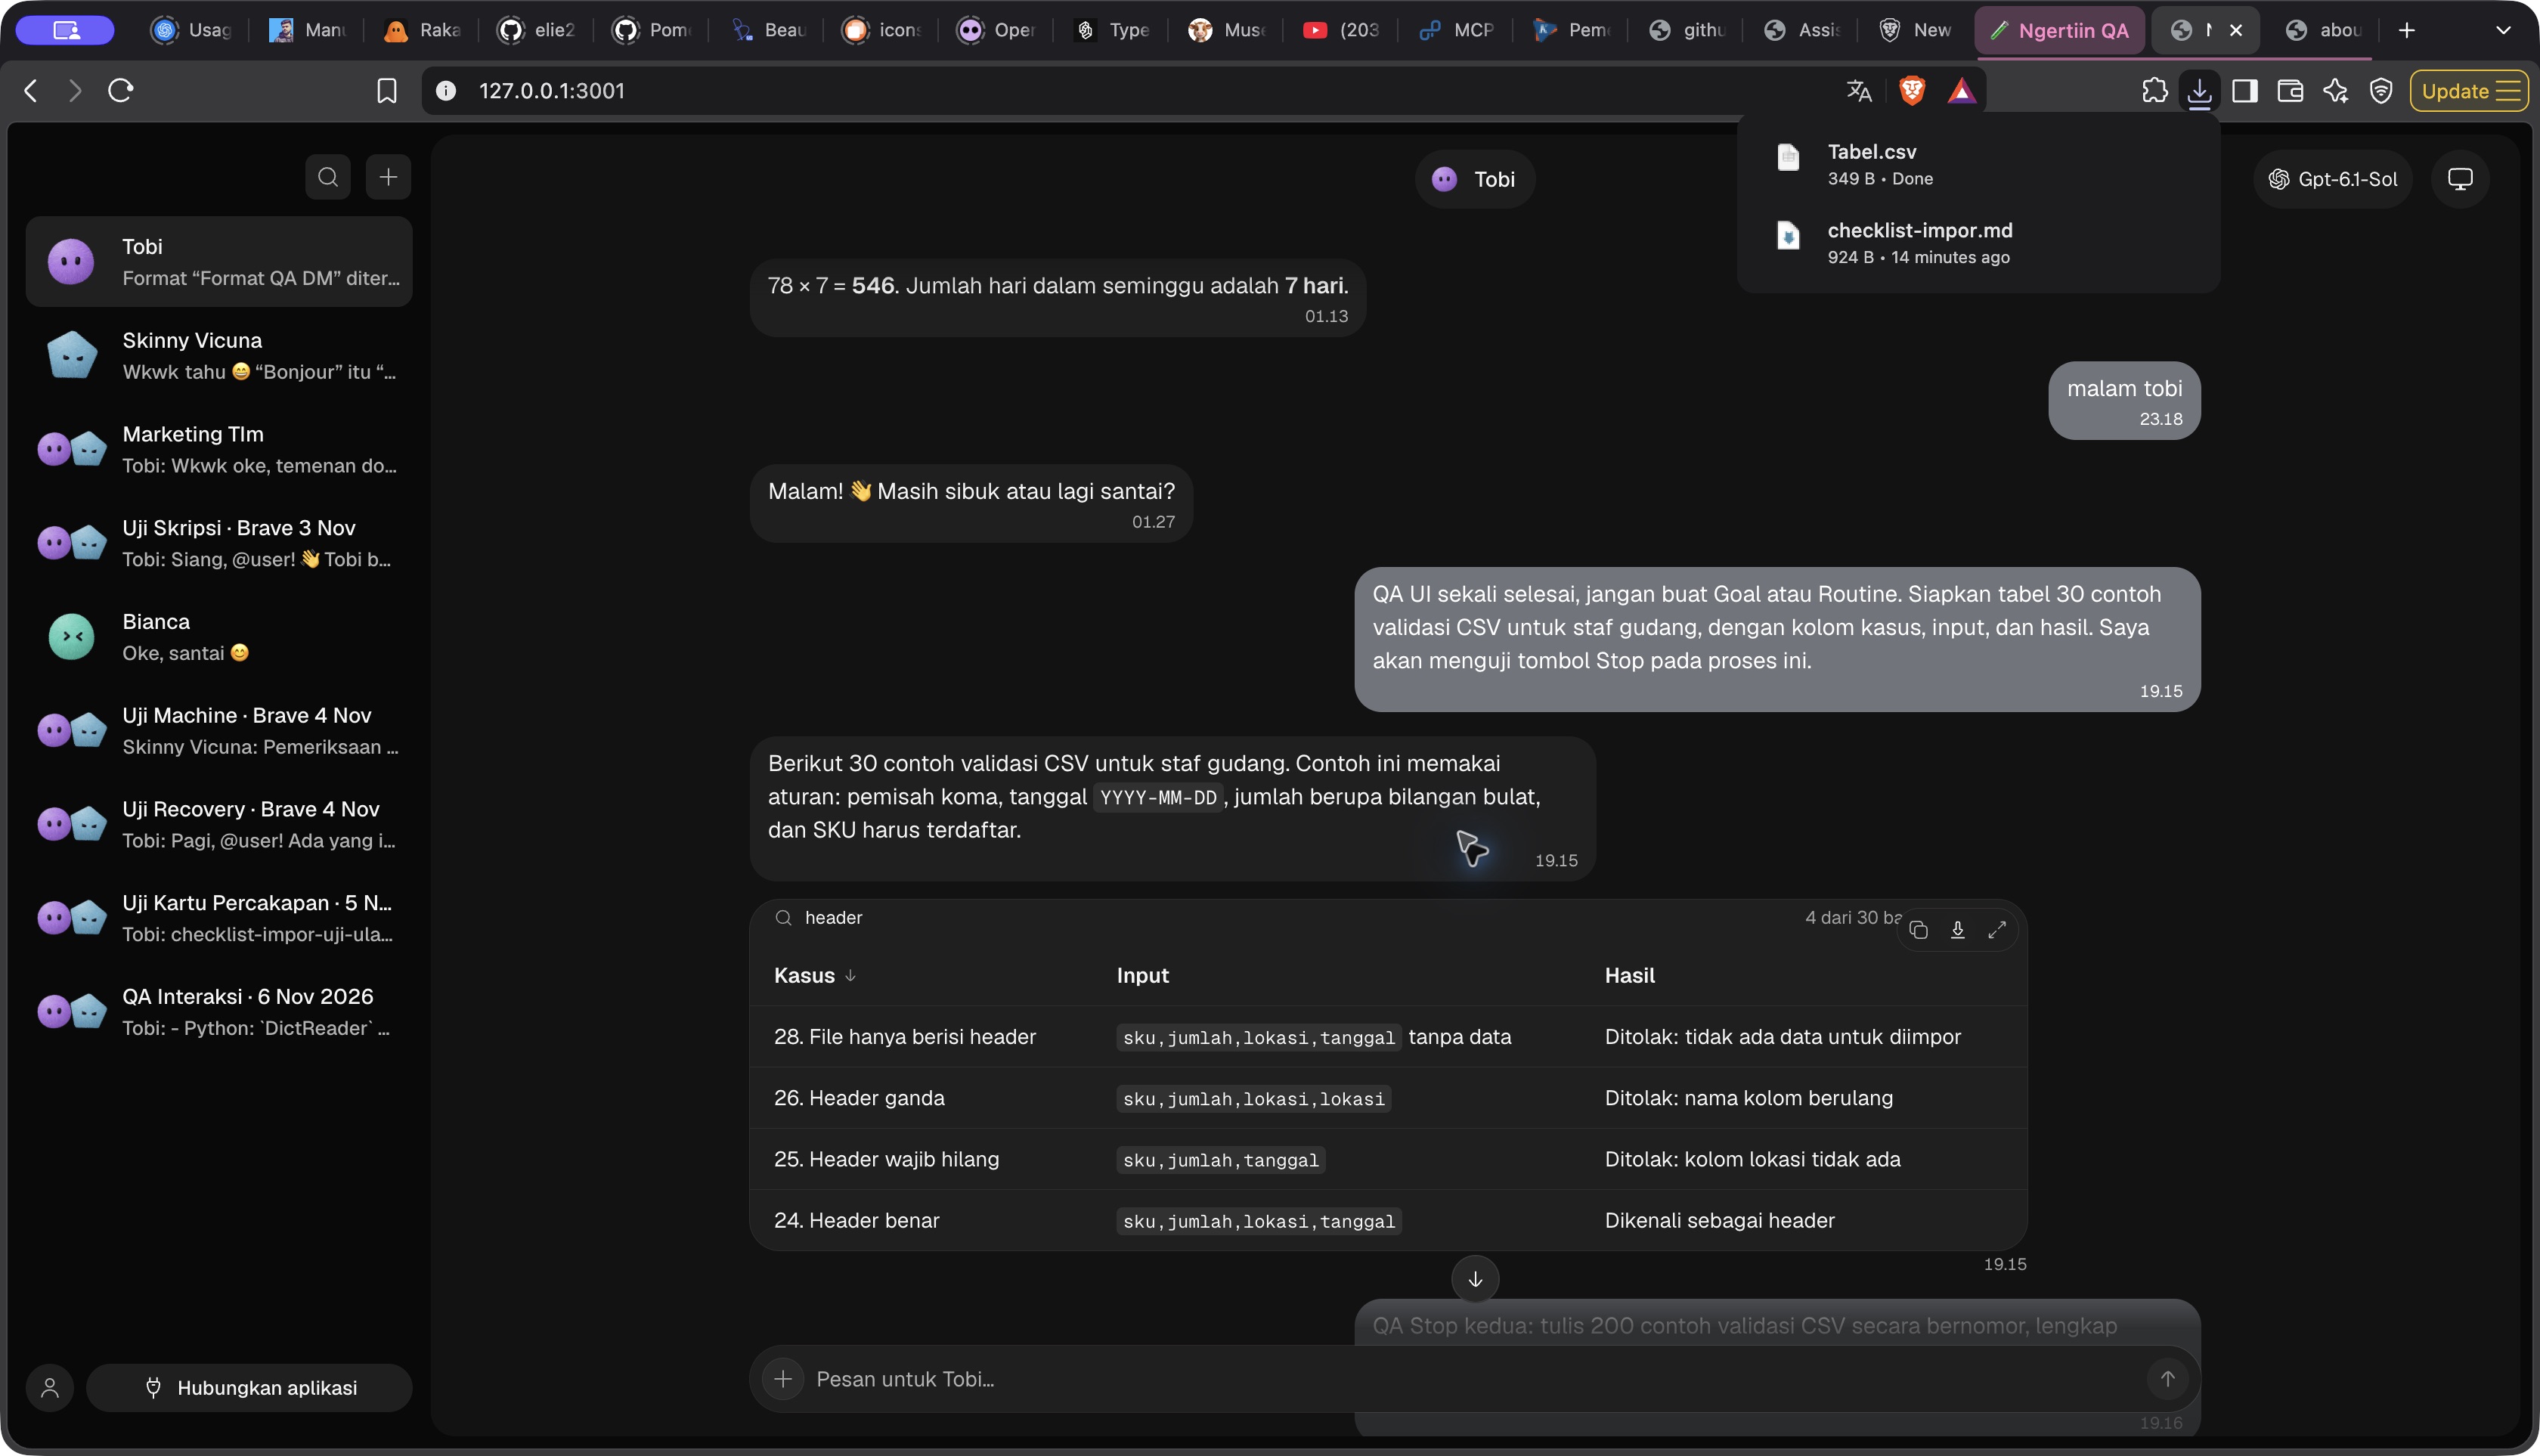 Usag
Manu
Raka
elie2
Pome
Beau
icons
Oper
Type
Muse
(203
MCP
Peme
githu
Assis
New
Ngertiin QA
abou
127.0.0.1:3001
Update
Tabel.csv
349 B • Done
checklist-impor.md
924 B • 14 minutes ago
Tobi
Gpt-6.1-Sol
Tobi
Format “Format QA DM” diter...
Skinny Vicuna
Wkwk tahu 😄 “Bonjour” itu “...
Marketing TIm
Tobi: Wkwk oke, temenan do...
Uji Skripsi · Brave 3 Nov
Tobi: Siang, @user! 👋 Tobi b...
Bianca
Oke, santai 😊
Uji Machine · Brave 4 Nov
Skinny Vicuna: Pemeriksaan ...
Uji Recovery · Brave 4 Nov
Tobi: Pagi, @user! Ada yang i...
Uji Kartu Percakapan · 5 N...
Tobi: checklist-impor-uji-ula...
QA Interaksi · 6 Nov 2026
Tobi: - Python: `DictReader` ...
Hubungkan aplikasi
78 × 7 = 546. Jumlah hari dalam seminggu adalah 7 hari.
01.13
malam tobi
23.18
Malam! 👋 Masih sibuk atau lagi santai?
01.27
QA UI sekali selesai, jangan buat Goal atau Routine. Siapkan tabel 30 contoh
validasi CSV untuk staf gudang, dengan kolom kasus, input, dan hasil. Saya
akan menguji tombol Stop pada proses ini.
19.15
Berikut 30 contoh validasi CSV untuk staf gudang. Contoh ini memakai
aturan: pemisah koma, tanggal YYYY-MM-DD, jumlah berupa bilangan bulat,
dan SKU harus terdaftar.
19.15
header
4 dari 30 ba
Kasus ↓ Input Hasil
28. File hanya berisi header sku,jumlah,lokasi,tanggal tanpa data Ditolak: tidak ada data untuk diimpor
26. Header ganda sku,jumlah,lokasi,lokasi Ditolak: nama kolom berulang
25. Header wajib hilang sku,jumlah,tanggal Ditolak: kolom lokasi tidak ada
24. Header benar sku,jumlah,lokasi,tanggal Dikenali sebagai header
19.15
QA Stop kedua: tulis 200 contoh validasi CSV secara bernomor, lengkap
Pesan untuk Tobi...
19.16